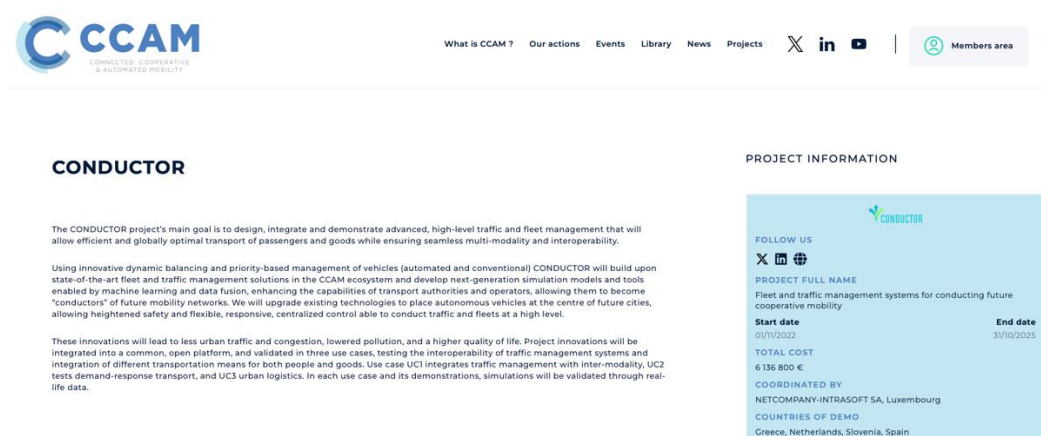 CCAM
CONNECTED, COOPERATIVE
& AUTOMATED MOBILITY
What is CCAM ? Our actions Events Library News Projects Members area
CONDUCTOR
The CONDUCTOR project's main goal is to design, integrate and demonstrate advanced, high-level traffic and fleet management that will
allow efficient and globally optimal transport of passengers and goods while ensuring seamless multi-modality and interoperability.
Using innovative dynamic balancing and priority-based management of vehicles (automated and conventional) CONDUCTOR will build upon
state-of-the-art fleet and traffic management solutions in the CCAM ecosystem and develop next-generation simulation models and tools
enabled by machine learning and data fusion, enhancing the capabilities of transport authorities and operators, allowing them to become
"conductors" of future mobility networks. We will upgrade existing technologies to place autonomous vehicles at the centre of future cities,
allowing heightened safety and flexible, responsive, centralized control able to conduct traffic and fleets at a high level.
These innovations will lead to less urban traffic and congestion, lowered pollution, and a higher quality of life. Project innovations will be
integrated into a common, open platform, and validated in three use cases, testing the interoperability of traffic management systems and
integration of different transportation means for both people and goods. Use case UC1 integrates traffic management with inter-modality, UC2
tests demand-response transport, and UC3 urban logistics. In each use case and its demonstrations, simulations will be validated through real-
life data.
PROJECT INFORMATION
CONDUCTOR
FOLLOW US
PROJECT FULL NAME
Fleet and traffic management systems for conducting future
cooperative mobility
Start date End date
01/11/2022 31/10/2025
TOTAL COST
6 136 800 €
COORDINATED BY
NETCOMPANY-INTRASOFT SA, Luxembourg
COUNTRIES OF DEMO
Greece, Netherlands, Slovenia, Spain